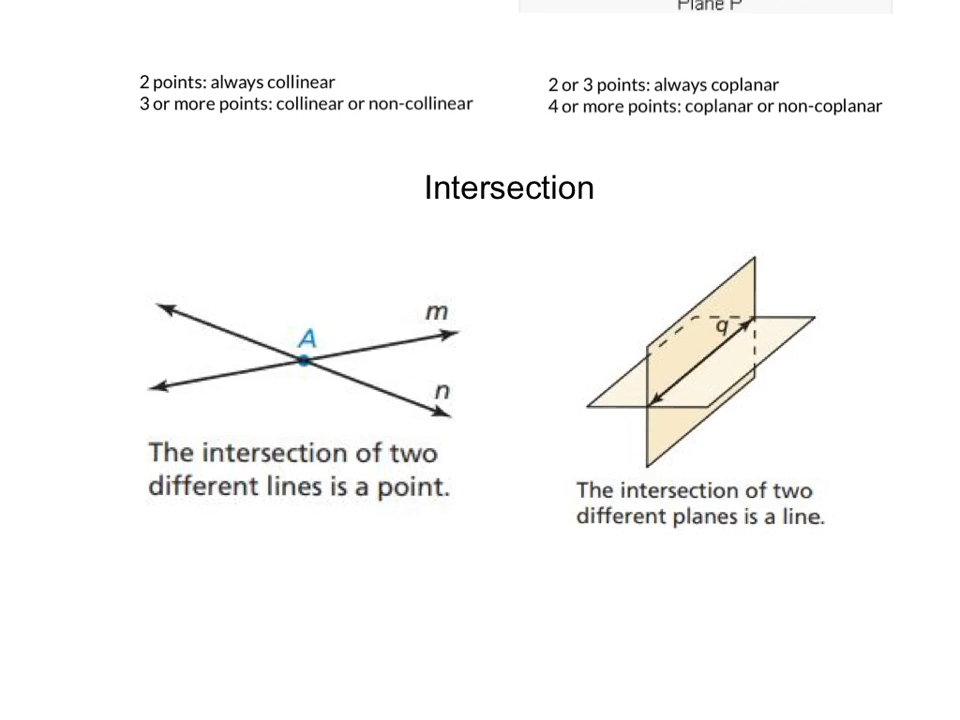 Plane P
2 points: always collinear
3 or more points: collinear or non-collinear
2 or 3 points: always coplanar
4 or more points: coplanar or non-coplanar
Intersection
m
A
n
The intersection of two
different lines is a point.
q
The intersection of two
different planes is a line.